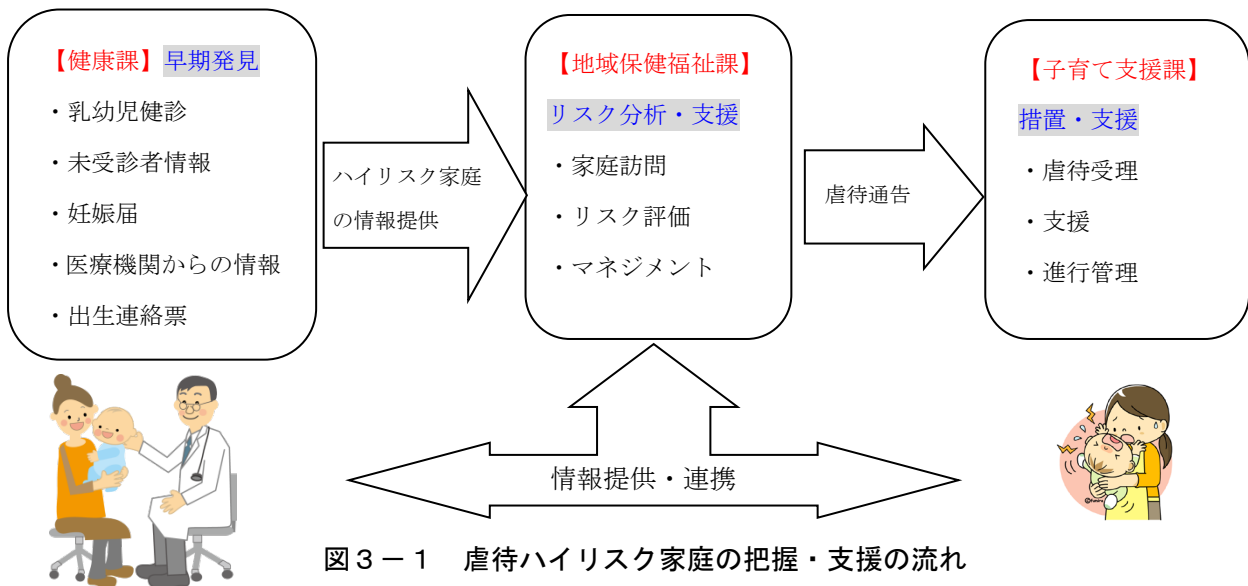 【健康課】早期発見
・乳幼児健診
・未受診者情報
・妊娠届
・医療機関からの情報
・出生連絡票
ハイリスク家庭
の情報提供
【地域保健福祉課】
リスク分析・支援
・家庭訪問
・リスク評価
・マネジメント
虐待通告
【子育て支援課】
措置・支援
・虐待受理
・支援
・進行管理
情報提供・連携
図３－１　虐待ハイリスク家庭の把握・支援の流れ